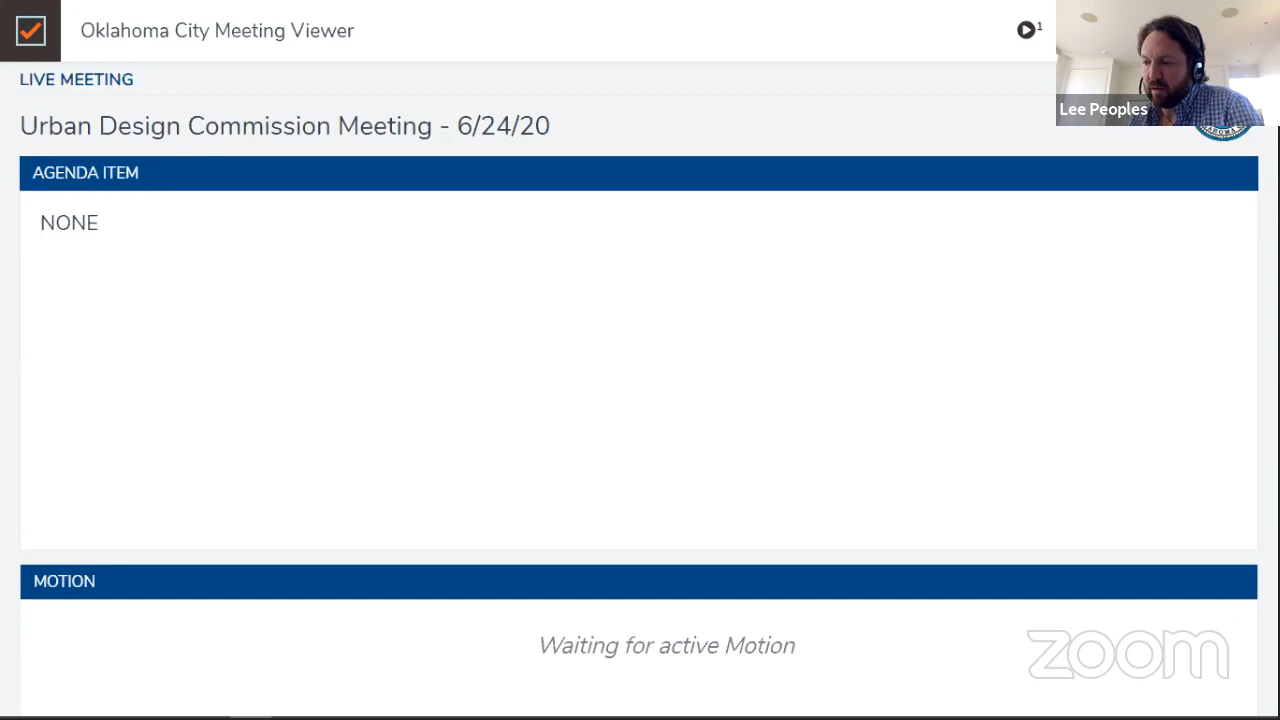 Oklahoma City Meeting Viewer
1
LIVE MEETING
Lee Peoples
Urban Design Commission Meeting - 6/24/20
AGENDA ITEM
NONE
MOTION
Waiting for active Motion
zoom